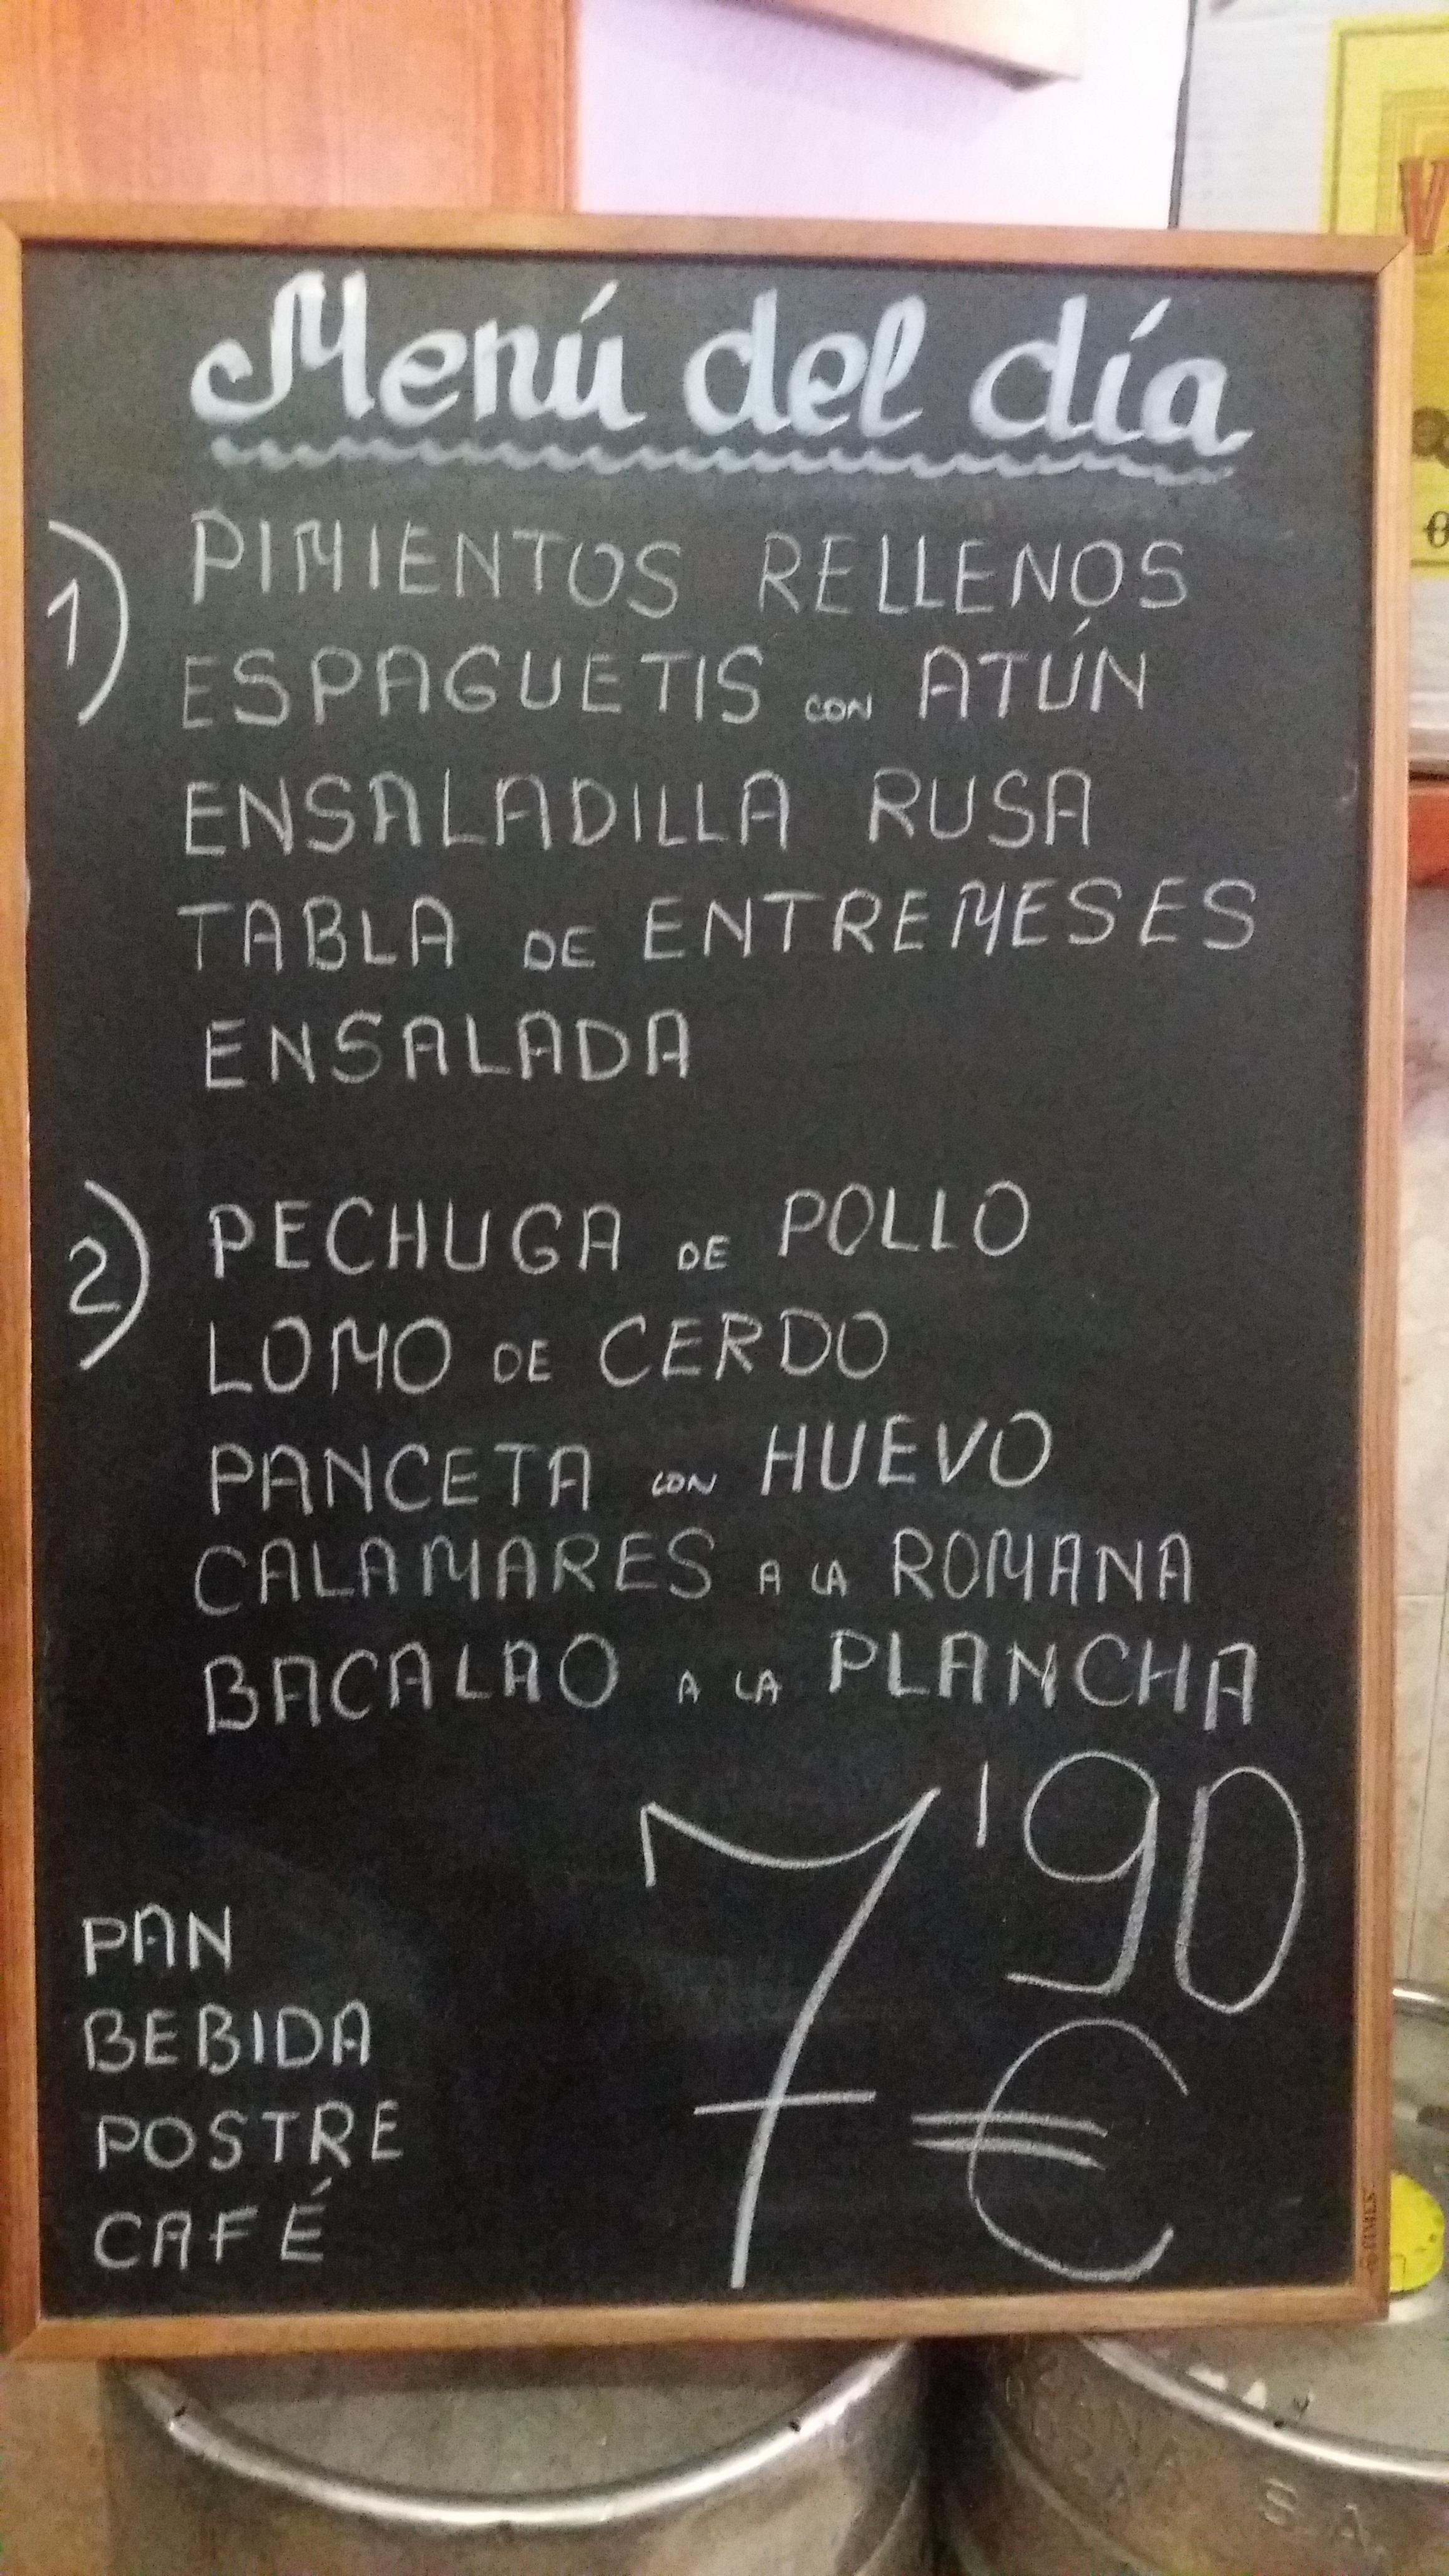 Menú del día
1) PIMIENTOS RELLENOS
ESPAGUETIS CON ATÚN
ENSALADILLA RUSA
TABLA DE ENTREMESES
ENSALADA
2) PECHUGA DE POLLO
LOMO DE CERDO
PANCETA CON HUEVO
CALAMARES A LA ROMANA
BACALAO A LA PLANCHA
7'90 €
PAN
BEBIDA
POSTRE
CAFÉ
S.A.